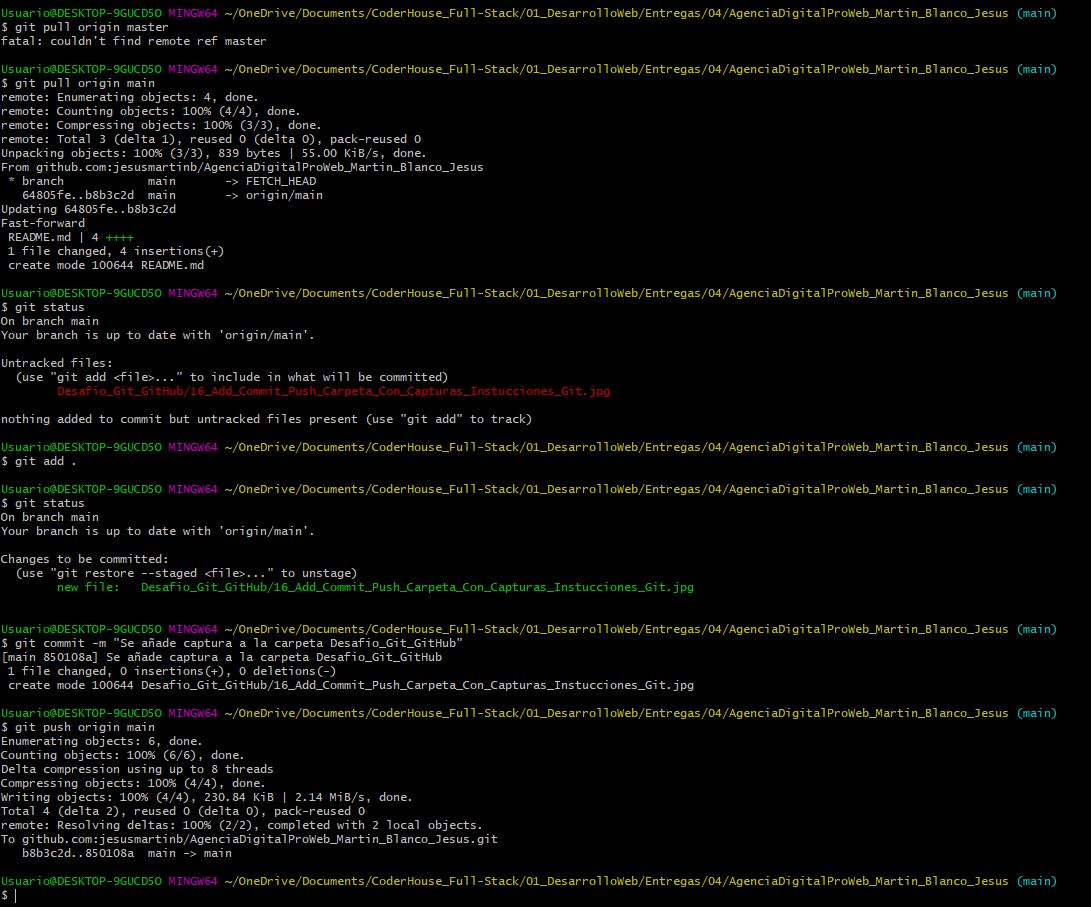 Usuario@DESKTOP-9GUCD5O MINGW64 ~/OneDrive/Documents/CoderHouse_Full-Stack/01_DesarrolloWeb/Entregas/04/AgenciaDigitalProWeb_Martin_Blanco_Jesus (main)
$ git pull origin master
fatal: couldn't find remote ref master
Usuario@DESKTOP-9GUCD5O MINGW64 ~/OneDrive/Documents/CoderHouse_Full-Stack/01_DesarrolloWeb/Entregas/04/AgenciaDigitalProWeb_Martin_Blanco_Jesus (main)
$ git pull origin main
remote: Enumerating objects: 4, done.
remote: Counting objects: 100% (4/4), done.
remote: Compressing objects: 100% (3/3), done.
remote: Total 3 (delta 1), reused 0 (delta 0), pack-reused 0
Unpacking objects: 100% (3/3), 839 bytes | 55.00 KiB/s, done.
From github.com:jesusmartinb/AgenciaDigitalProWeb_Martin_Blanco_Jesus
 * branch            main       -> FETCH_HEAD
   64805fe..b8b3c2d  main       -> origin/main
Updating 64805fe..b8b3c2d
Fast-forward
 README.md | 4 ++++
 1 file changed, 4 insertions(+)
 create mode 100644 README.md
Usuario@DESKTOP-9GUCD5O MINGW64 ~/OneDrive/Documents/CoderHouse_Full-Stack/01_DesarrolloWeb/Entregas/04/AgenciaDigitalProWeb_Martin_Blanco_Jesus (main)
$ git status
On branch main
Your branch is up to date with 'origin/main'.
Untracked files:
  (use "git add <file>..." to include in what will be committed)
        Desafio_Git_GitHub/16_Add_Commit_Push_Carpeta_Con_Capturas_Instucciones_Git.jpg
nothing added to commit but untracked files present (use "git add" to track)
Usuario@DESKTOP-9GUCD5O MINGW64 ~/OneDrive/Documents/CoderHouse_Full-Stack/01_DesarrolloWeb/Entregas/04/AgenciaDigitalProWeb_Martin_Blanco_Jesus (main)
$ git add .
Usuario@DESKTOP-9GUCD5O MINGW64 ~/OneDrive/Documents/CoderHouse_Full-Stack/01_DesarrolloWeb/Entregas/04/AgenciaDigitalProWeb_Martin_Blanco_Jesus (main)
$ git status
On branch main
Your branch is up to date with 'origin/main'.
Changes to be committed:
  (use "git restore --staged <file>..." to unstage)
        new file:   Desafio_Git_GitHub/16_Add_Commit_Push_Carpeta_Con_Capturas_Instucciones_Git.jpg
Usuario@DESKTOP-9GUCD5O MINGW64 ~/OneDrive/Documents/CoderHouse_Full-Stack/01_DesarrolloWeb/Entregas/04/AgenciaDigitalProWeb_Martin_Blanco_Jesus (main)
$ git commit -m "Se añade captura a la carpeta Desafio_Git_GitHub"
[main 850108a] Se añade captura a la carpeta Desafio_Git_GitHub
 1 file changed, 0 insertions(+), 0 deletions(-)
 create mode 100644 Desafio_Git_GitHub/16_Add_Commit_Push_Carpeta_Con_Capturas_Instucciones_Git.jpg
Usuario@DESKTOP-9GUCD5O MINGW64 ~/OneDrive/Documents/CoderHouse_Full-Stack/01_DesarrolloWeb/Entregas/04/AgenciaDigitalProWeb_Martin_Blanco_Jesus (main)
$ git push origin main
Enumerating objects: 6, done.
Counting objects: 100% (6/6), done.
Delta compression using up to 8 threads
Compressing objects: 100% (4/4), done.
Writing objects: 100% (4/4), 230.84 KiB | 2.14 MiB/s, done.
Total 4 (delta 2), reused 0 (delta 0), pack-reused 0
remote: Resolving deltas: 100% (2/2), completed with 2 local objects.
To github.com:jesusmartinb/AgenciaDigitalProWeb_Martin_Blanco_Jesus.git
   b8b3c2d..850108a  main -> main
Usuario@DESKTOP-9GUCD5O MINGW64 ~/OneDrive/Documents/CoderHouse_Full-Stack/01_DesarrolloWeb/Entregas/04/AgenciaDigitalProWeb_Martin_Blanco_Jesus (main)
$